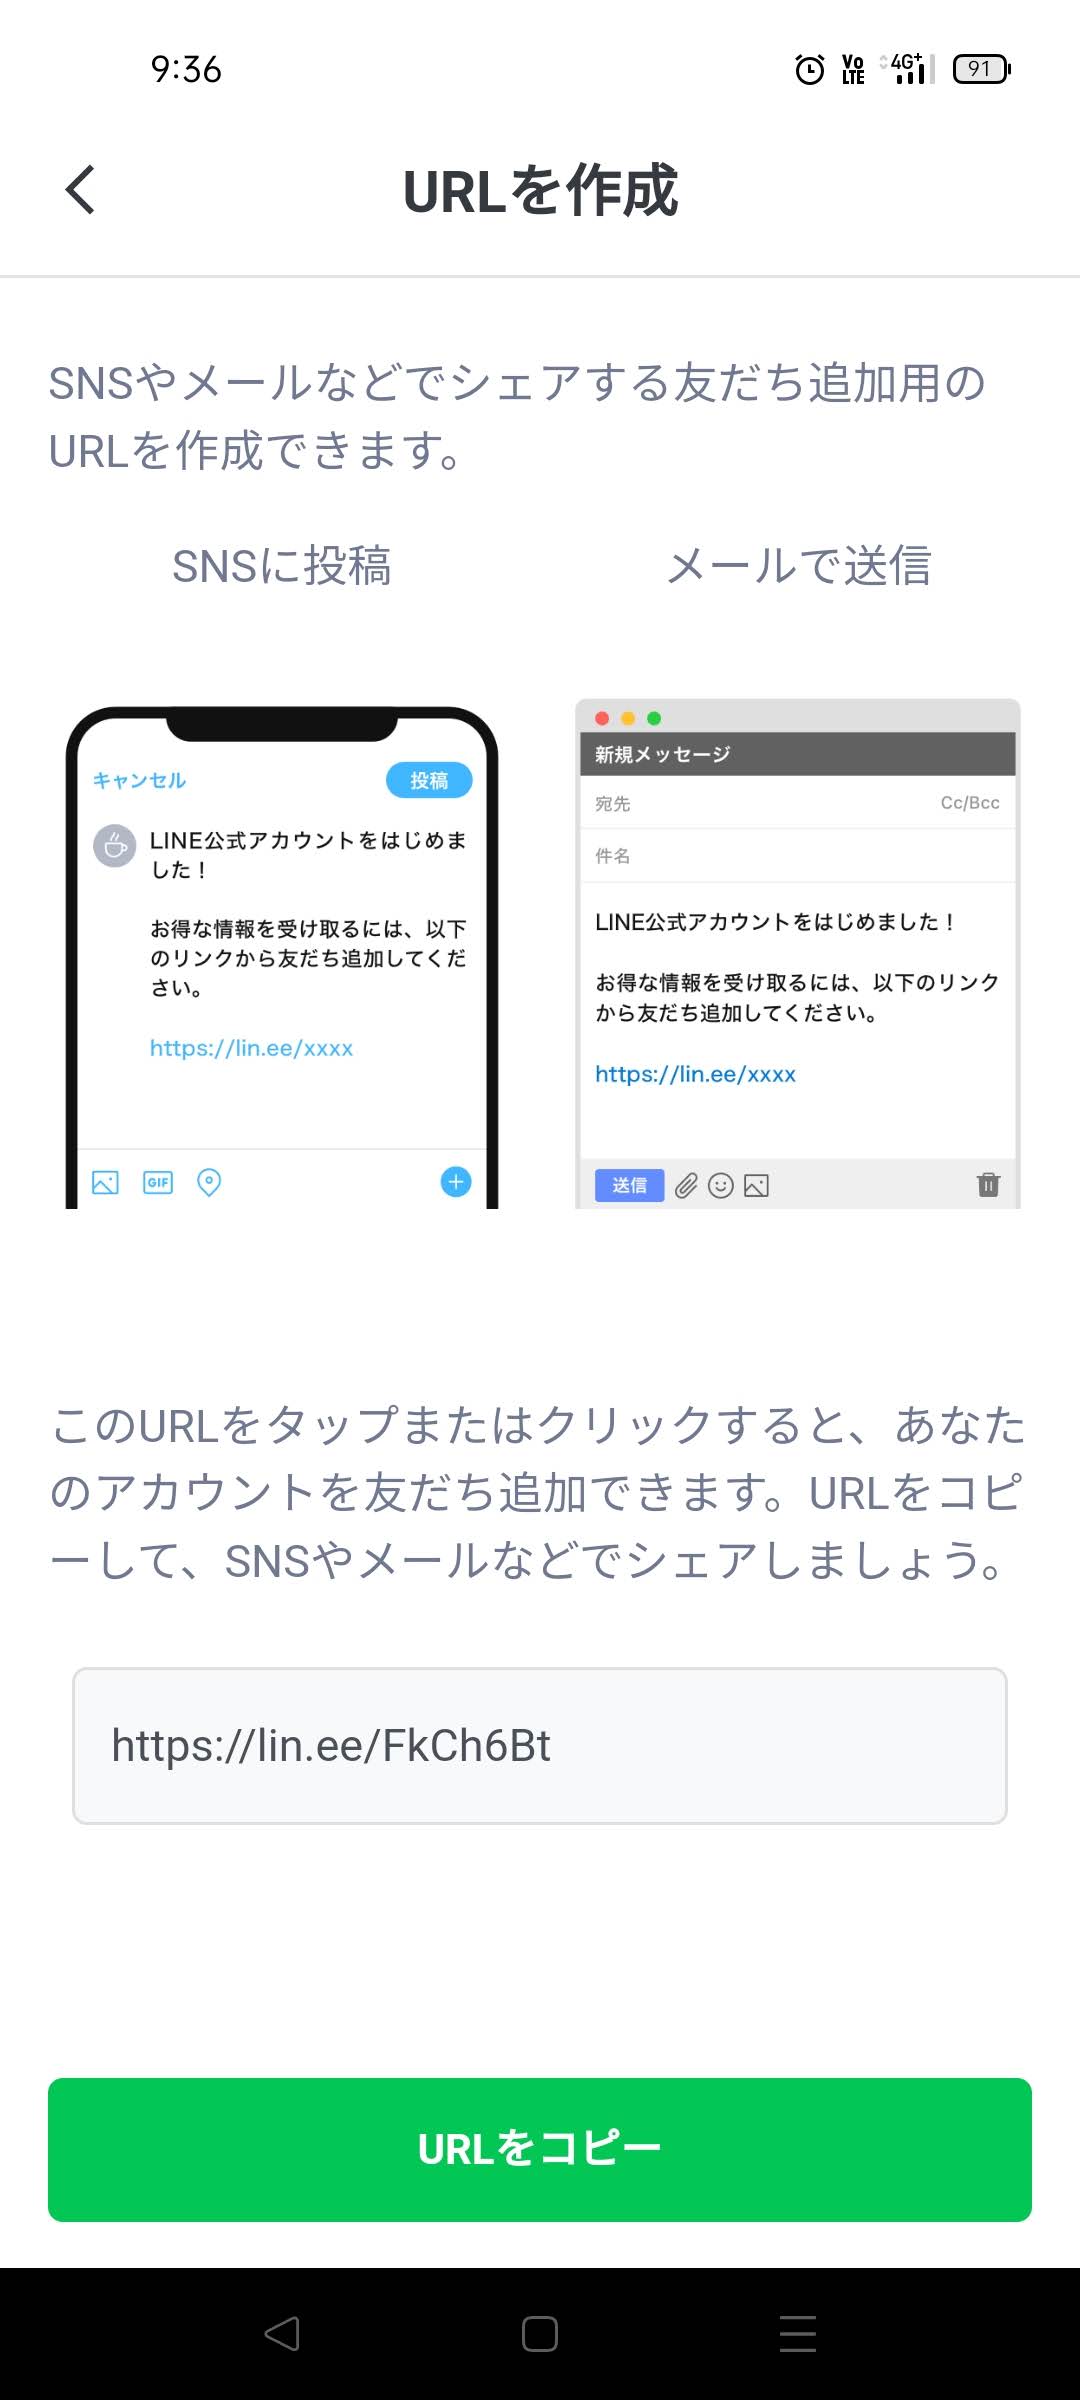 9:36
Vo LTE 4G+ 91
URLを作成
SNSやメールなどでシェアする友だち追加用の
URLを作成できます。
SNSに投稿
メールで送信
キャンセル
投稿
LINE公式アカウントをはじめま
した！
お得な情報を受け取るには、以下
のリンクから友だち追加してくだ
さい。
https://lin.ee/xxxx
GIF
新規メッセージ
宛先
Cc/Bcc
件名
LINE公式アカウントをはじめました！
お得な情報を受け取るには、以下のリンク
から友だち追加してください。
https://lin.ee/xxxx
送信
このURLをタップまたはクリックすると、あなた
のアカウントを友だち追加できます。URLをコピ
ーして、SNSやメールなどでシェアしましょう。
https://lin.ee/FkCh6Bt
URLをコピー